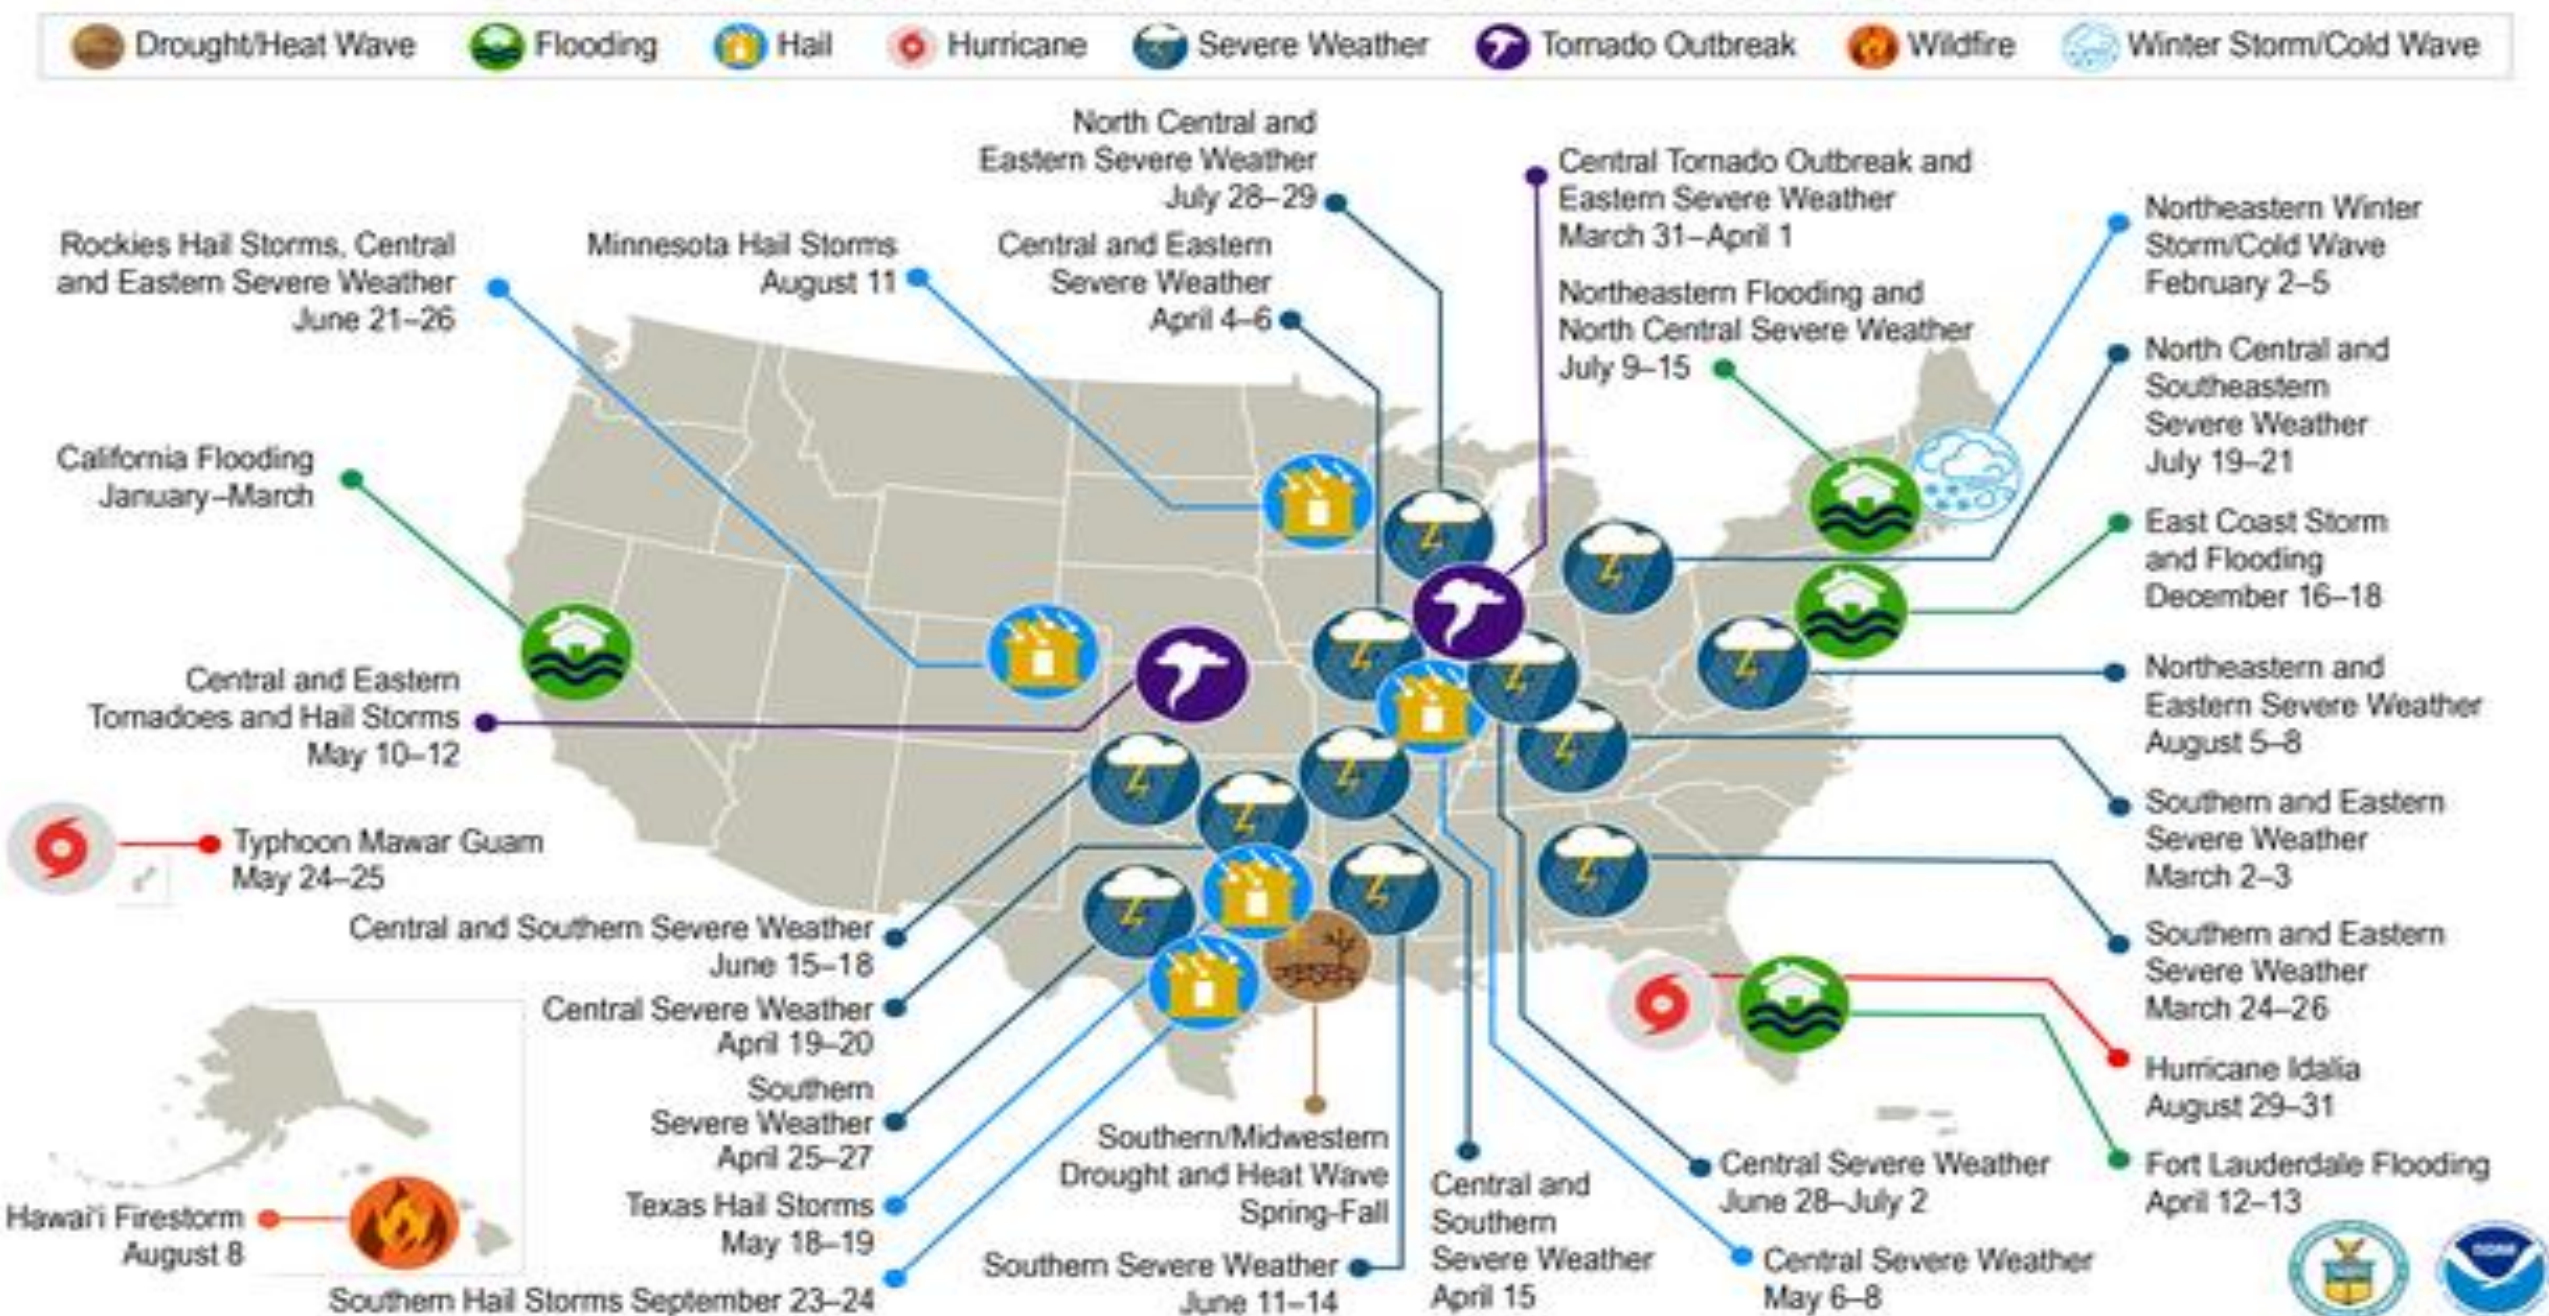 Drought/Heat Wave Flooding Hail Hurricane Severe Weather Tornado Outbreak Wildfire Winter Storm/Cold Wave
North Central and
Eastern Severe Weather
July 28–29
Central Tornado Outbreak and
Eastern Severe Weather
March 31–April 1
Northeastern Winter
Storm/Cold Wave
February 2–5
Rockies Hail Storms, Central
and Eastern Severe Weather
June 21–26
Minnesota Hail Storms
August 11
Central and Eastern
Severe Weather
April 4–6
Northeastern Flooding and
North Central Severe Weather
July 9–15
North Central and
Southeastern
Severe Weather
July 19–21
California Flooding
January–March
East Coast Storm
and Flooding
December 16–18
Central and Eastern
Tornadoes and Hail Storms
May 10–12
Northeastern and
Eastern Severe Weather
August 5–8
Southern and Eastern
Severe Weather
March 2–3
Typhoon Mawar Guam
May 24–25
Central and Southern Severe Weather
June 15–18
Southern and Eastern
Severe Weather
March 24–26
Central Severe Weather
April 19–20
Southern
Severe Weather
April 25–27
Hurricane Idalia
August 29–31
Southern/Midwestern
Drought and Heat Wave
Spring-Fall
Central and
Southern
Severe Weather
April 15
Central Severe Weather
June 28–July 2
Fort Lauderdale Flooding
April 12–13
Hawai'i Firestorm
August 8
Texas Hail Storms
May 18–19
Southern Severe Weather
June 11–14
Central Severe Weather
May 6–8
Southern Hail Storms September 23–24
noaa